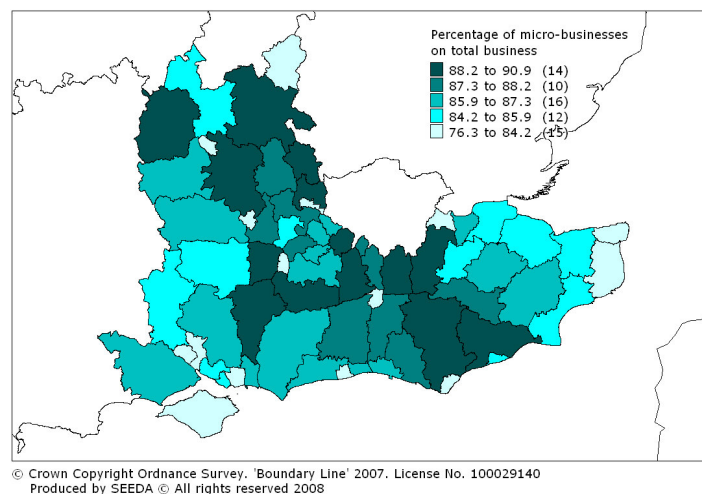 Percentage of micro-businesses
on total business
88.2 to 90.9 (14)
87.3 to 88.2 (10)
85.9 to 87.3 (16)
84.2 to 85.9 (12)
76.3 to 84.2 (15)
© Crown Copyright Ordnance Survey. 'Boundary Line' 2007. License No. 100029140
Produced by SEEDA © All rights reserved 2008